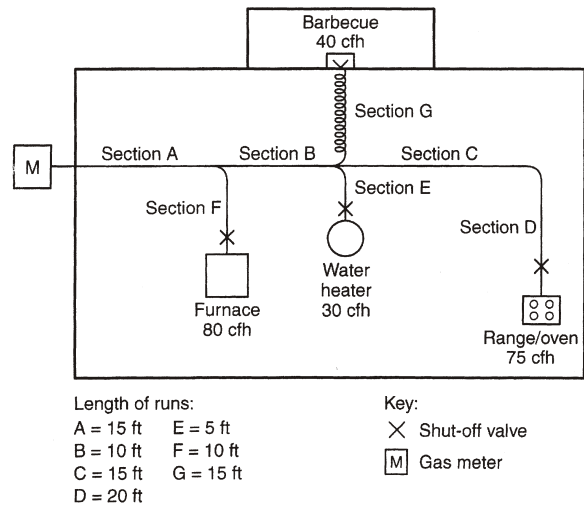 Barbecue
40 cfh
Section G
Section A
Section B
Section C
M
Section E
Section F
Section D
Water
heater
30 cfh
Furnace
80 cfh
Range/oven
75 cfh
Length of runs:
A = 15 ft E = 5 ft
B = 10 ft F = 10 ft
C = 15 ft G = 15 ft
D = 20 ft
Key:
Shut-off valve
M Gas meter